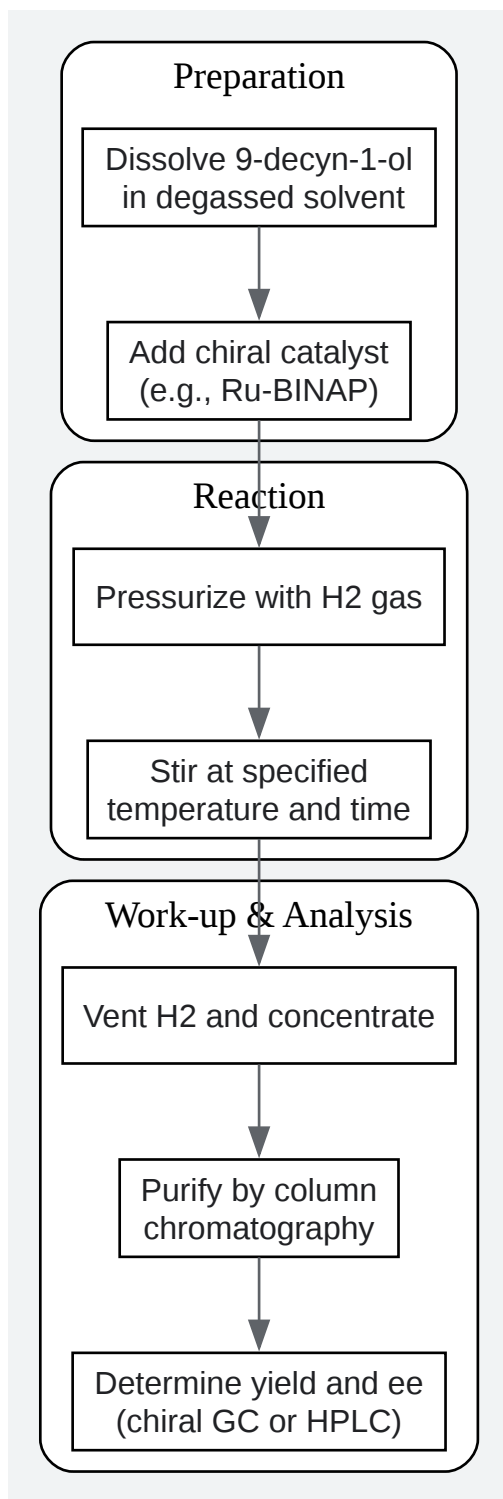 Preparation
Dissolve 9-decyn-1-ol
in degassed solvent
Add chiral catalyst
(e.g., Ru-BINAP)
Reaction
Pressurize with H2 gas
Stir at specified
temperature and time
Work-up & Analysis
Vent H2 and concentrate
Purify by column
chromatography
Determine yield and ee
(chiral GC or HPLC)